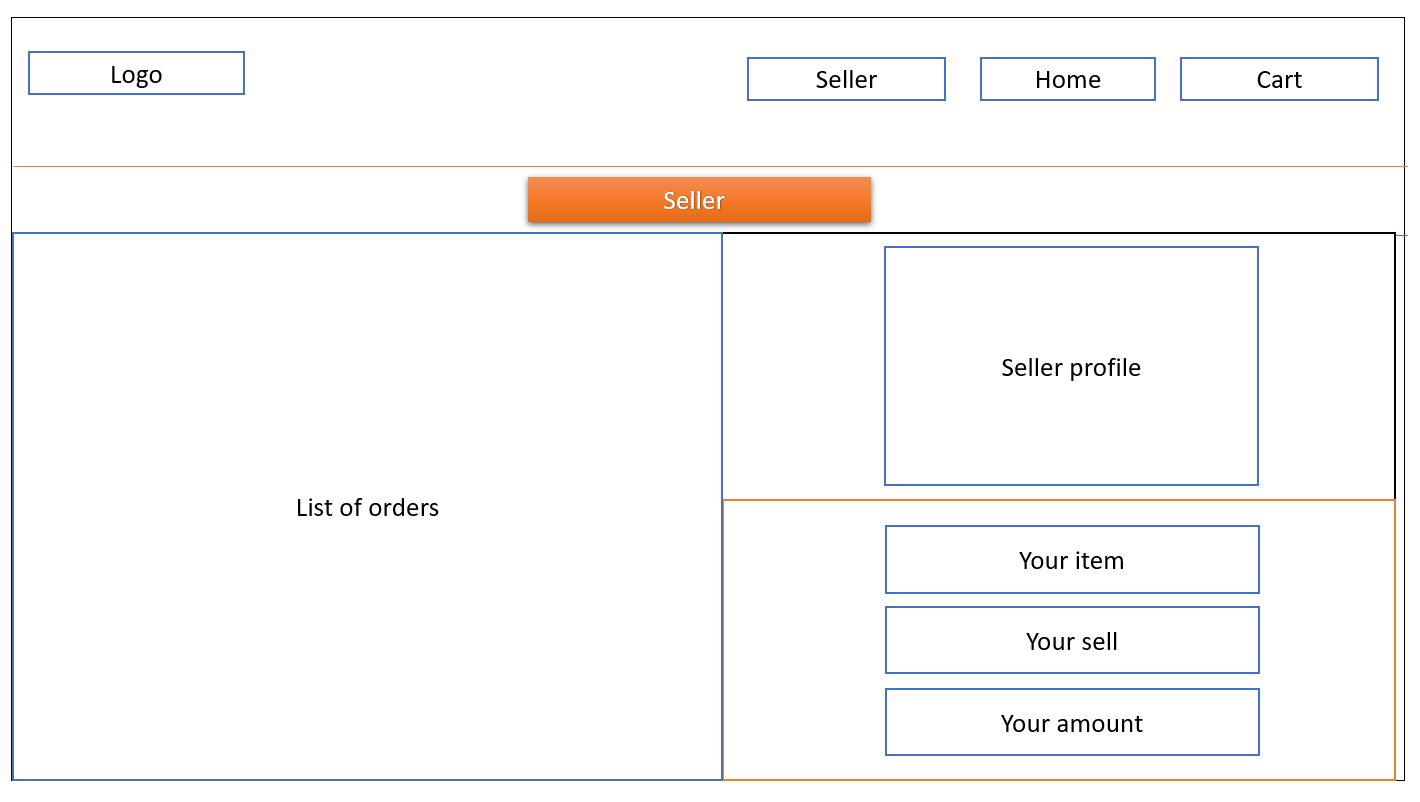 Logo
Seller
Home
Cart
Seller
List of orders
Seller profile
Your item
Your sell
Your amount